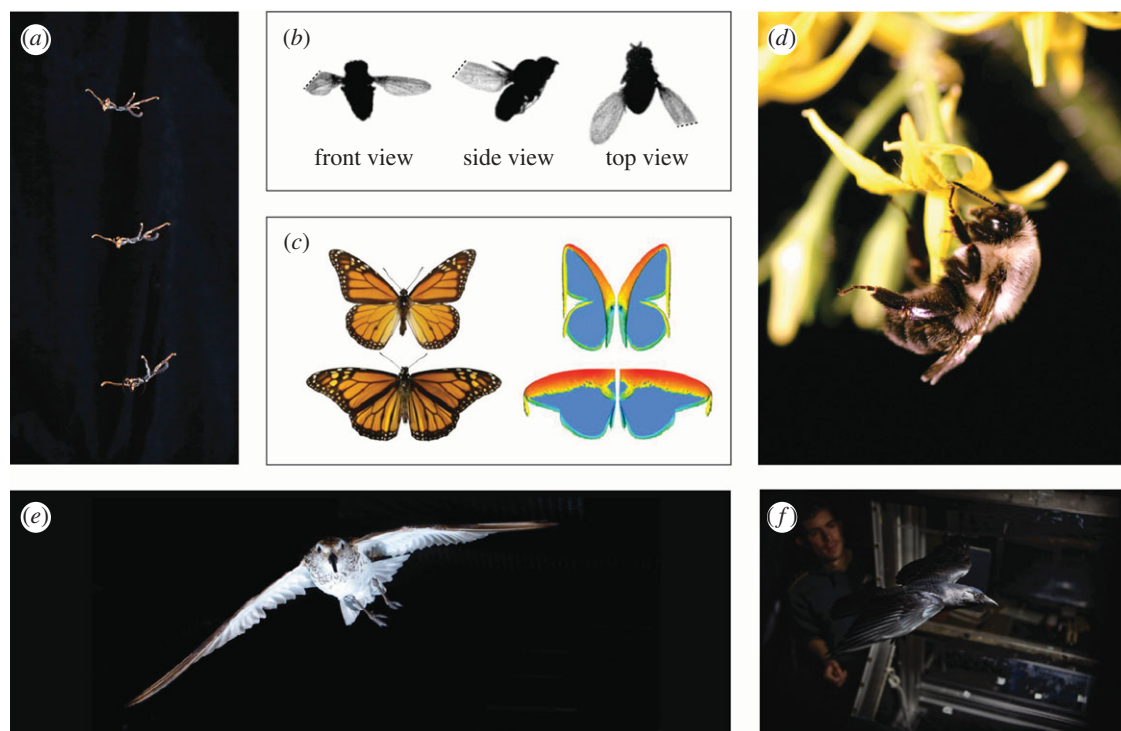 (a)
(b)
front view side view top view
(c)
(d)
(e)
(f)